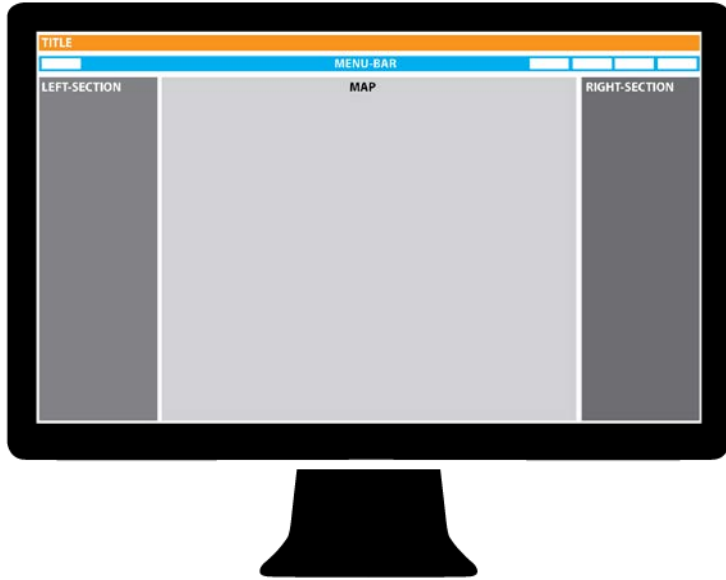 TITLE
MENU-BAR
LEFT-SECTION
MAP
RIGHT-SECTION